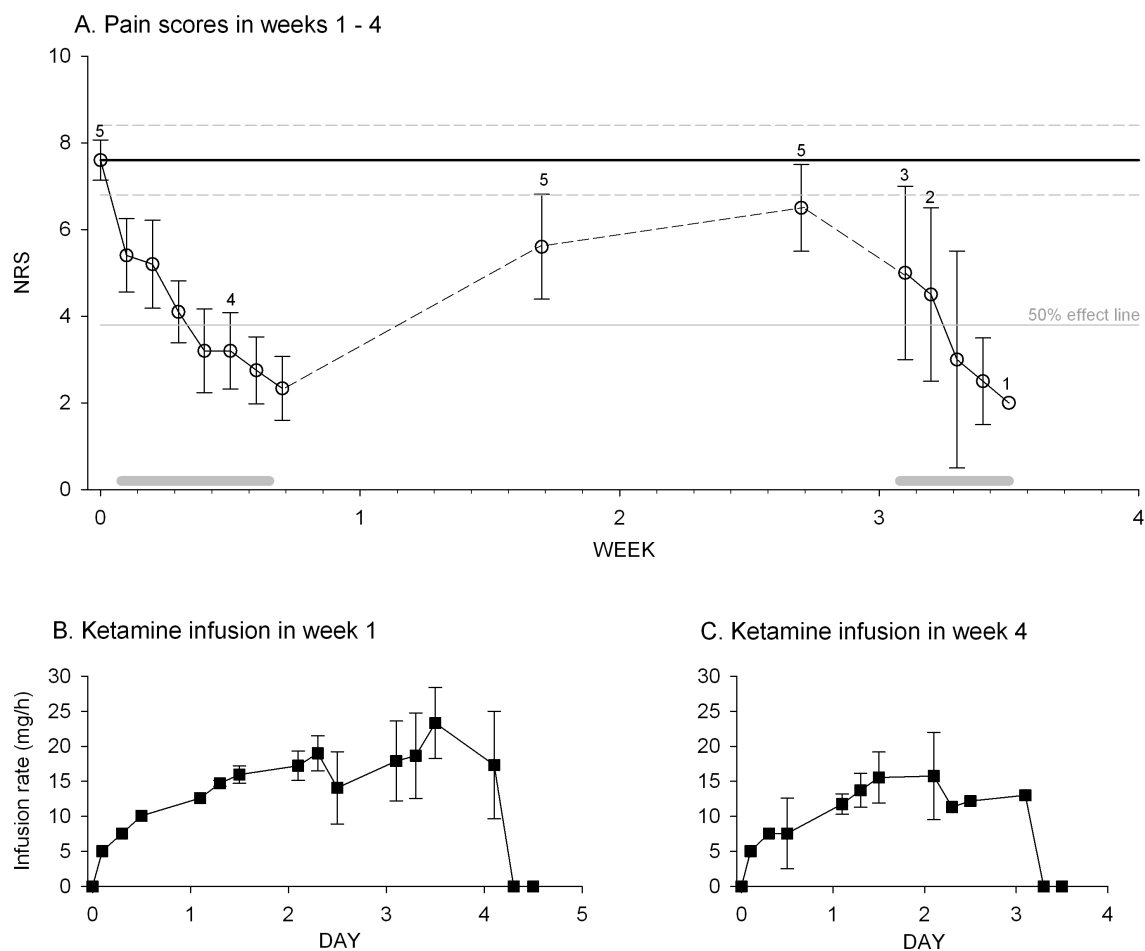 A. Pain scores in weeks 1 - 4
10
8
6
4
2
0
NRS
5
4
5
5
3
2
1
50% effect line
0 1 2 3 4
WEEK
B. Ketamine infusion in week 1
30
25
20
15
10
5
0
Infusion rate (mg/h)
0 1 2 3 4 5
DAY
C. Ketamine infusion in week 4
30
25
20
15
10
5
0
0 1 2 3 4
DAY